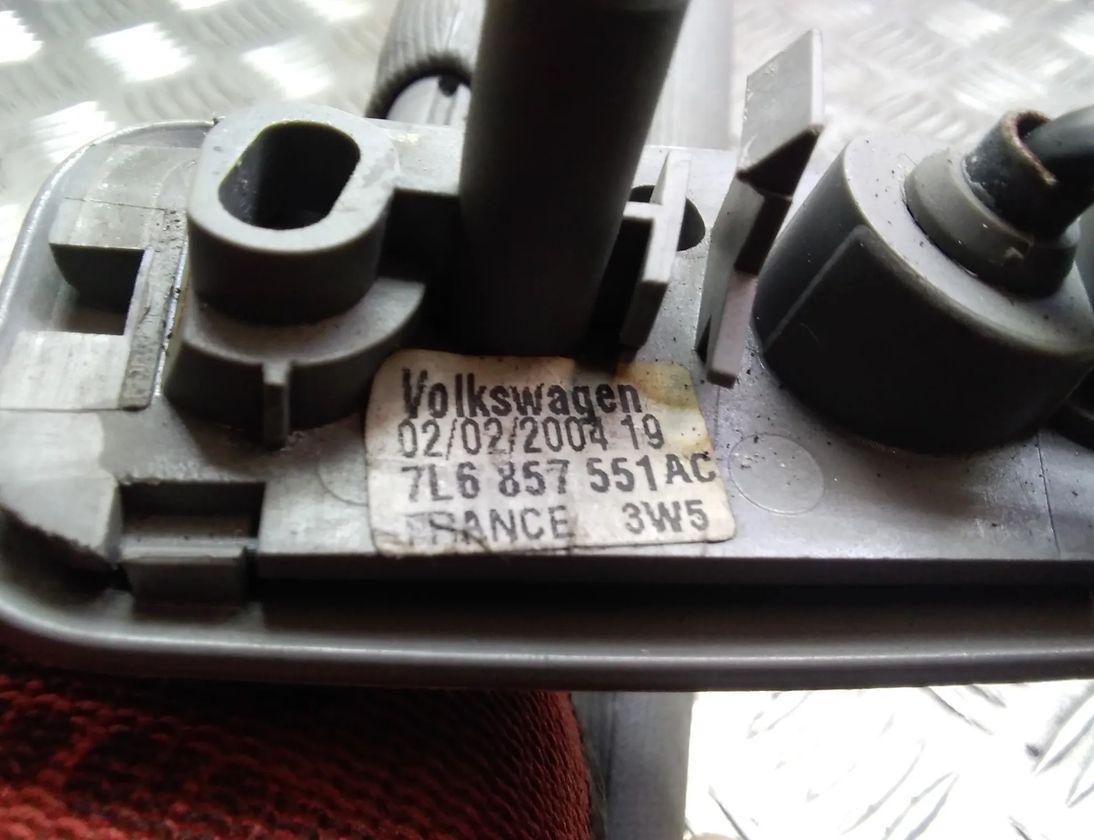 Volkswagen
02/02/2004 19
7L6 857 551AC
FRANCE 3W5